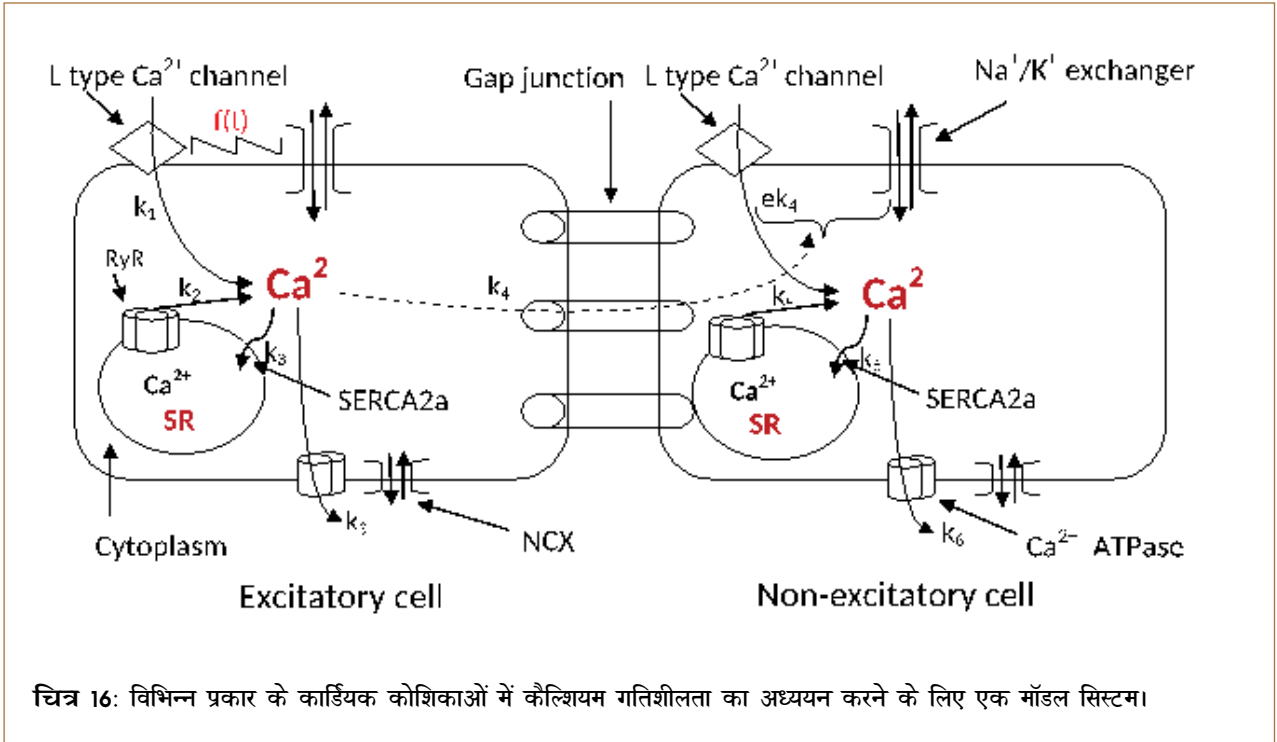 L type Ca²⁺ channel
Gap junction
L type Ca²⁺ channel
Na⁺/K⁺ exchanger
f(t)
k₁
ek₄
RyR
k₂
Ca²
k₄
Ca²
k₃
Ca²⁺
SR
SERCA2a
Ca²⁺
SR
SERCA2a
Cytoplasm
NCX
k₆
Ca²⁺ ATPase
Excitatory cell
Non-excitatory cell
चित्र 16: विभिन्न प्रकार के कार्डियक कोशिकाओं में कैल्शियम गतिशीलता का अध्ययन करने के लिए एक मॉडल सिस्टम।